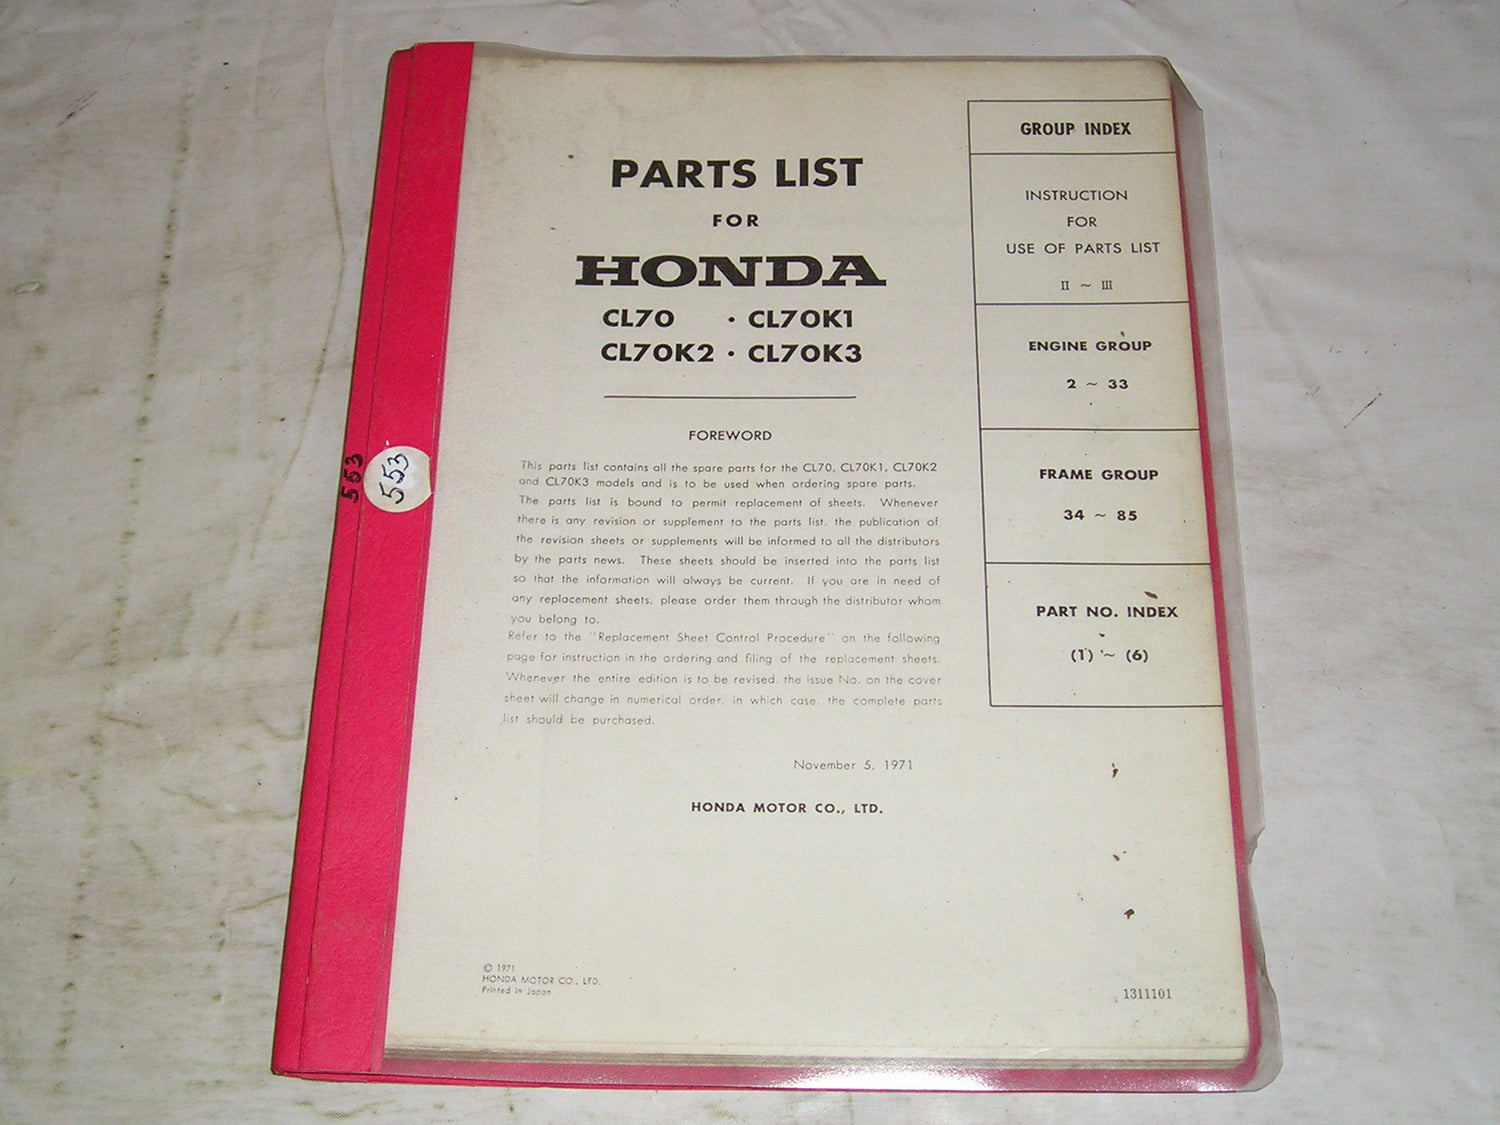 PARTS LIST
FOR
HONDA
CL70 · CL70K1
CL70K2 · CL70K3
FOREWORD
This parts list contains all the spare parts for the CL70, CL70K1, CL70K2
and CL70K3 models and is to be used when ordering spare parts.
The parts list is bound to permit replacement of sheets. Whenever
there is any revision or supplement to the parts list, the publication of
the revision sheets or supplements will be informed to all the distributors
by the parts news. These sheets should be inserted into the parts list
so that the information will always be current. If you are in need of
any replacement sheets, please order them through the distributor whom
you belong to.
Refer to the "Replacement Sheet Control Procedure" on the following
page for instruction in the ordering and filing of the replacement sheets.
Whenever the entire edition is to be revised, the issue No. on the cover
sheet will change in numerical order, in which case, the complete parts
list should be purchased.
November 5, 1971
HONDA MOTOR CO., LTD.
© 1971
HONDA MOTOR CO., LTD.
Printed in Japan
GROUP INDEX
INSTRUCTION
FOR
USE OF PARTS LIST
II ~ III
ENGINE GROUP
2 ~ 33
FRAME GROUP
34 ~ 85
PART NO. INDEX
(1) ~ (6)
1311101
553
553